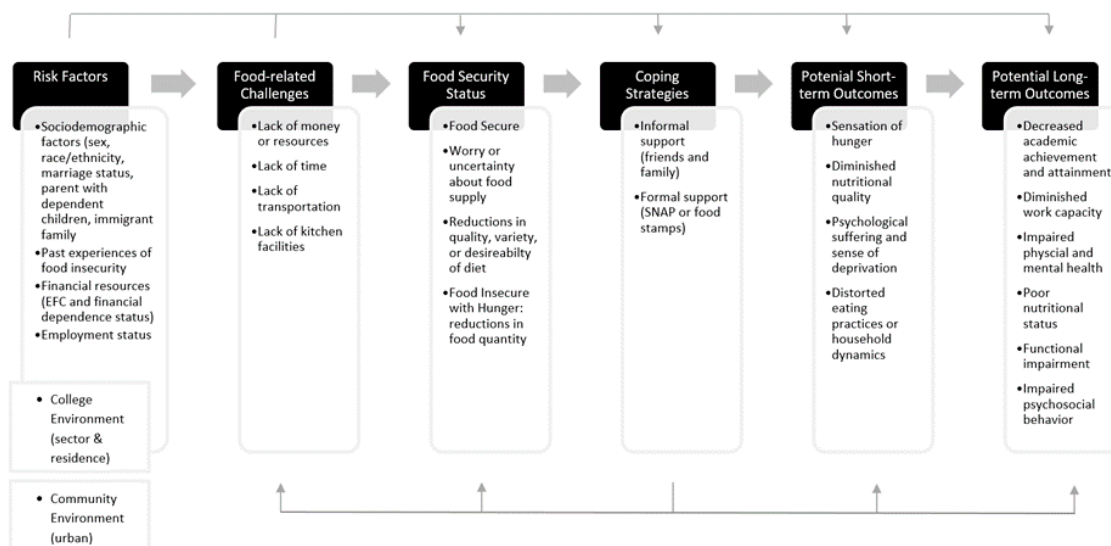 Risk Factors
•Sociodemographic
factors (sex,
race/ethnicity,
marriage status,
parent with
dependent
children, immigrant
family
•Past experiences of
food insecurity
•Financial resources
(EFC and financial
dependence status)
•Employment status
• College
Environment
(sector &
residence)
• Community
Environment
(urban)
Food-related
Challenges
•Lack of money
or resources
•Lack of time
•Lack of
transportation
•Lack of kitchen
facilities
Food Security
Status
•Food Secure
•Worry or
uncertainty
about food
supply
•Reductions in
quality, variety,
or desireabilty
of diet
•Food Insecure
with Hunger:
reductions in
food quantity
Coping
Strategies
•Informal
support
(friends and
family)
•Formal support
(SNAP or food
stamps)
Potenial Short-
term Outcomes
•Sensation of
hunger
•Diminished
nutritional
quality
•Psychological
suffering and
sense of
deprivation
•Distorted
eating
practices or
household
dynamics
Potential Long-
term Outcomes
•Decreased
academic
achievement
and attainment
•Diminished
work capacity
•Impaired
physcial and
mental health
•Poor
nutritional
status
•Functional
impairment
•Impaired
psychosocial
behavior